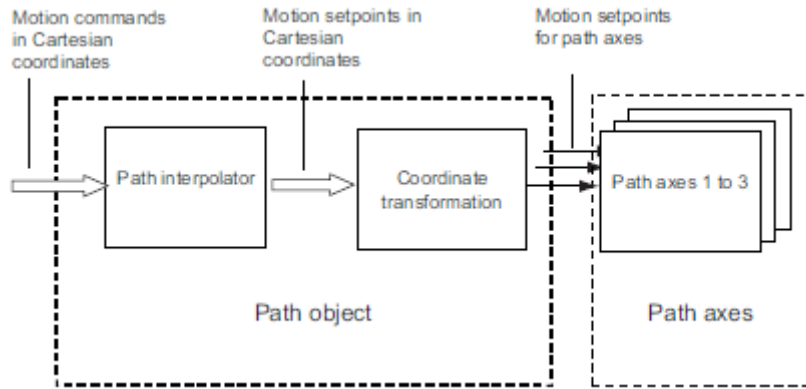 Motion commands
in Cartesian
coordinates
Motion setpoints in
Cartesian
coordinates
Motion setpoints
for path axes
Path interpolator
Coordinate
transformation
Path axes 1 to 3
Path object
Path axes